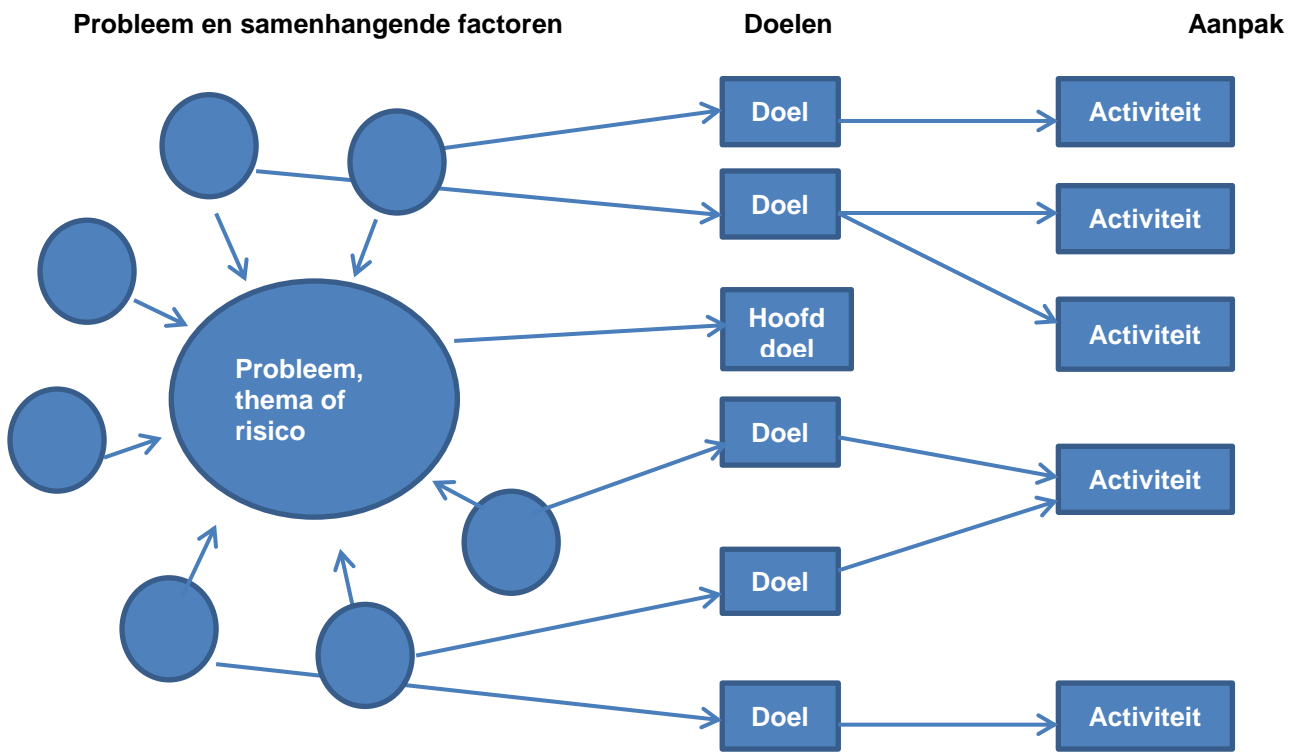 Probleem en samenhangende factoren
Doelen
Aanpak
Doel
Activiteit
Doel
Activiteit
Hoofd
doel
Activiteit
Probleem,
thema of
risico
Doel
Activiteit
Doel
Doel
Activiteit